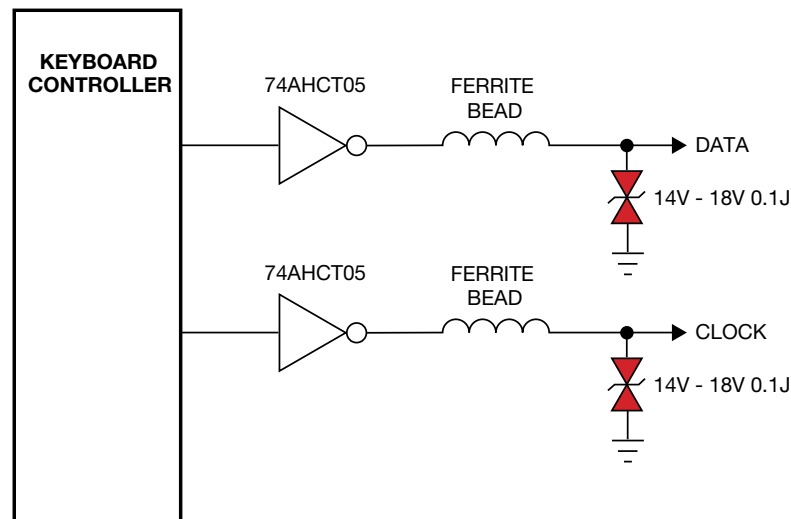 KEYBOARD
CONTROLLER
74AHCT05
FERRITE
BEAD
DATA
14V - 18V 0.1J
74AHCT05
FERRITE
BEAD
CLOCK
14V - 18V 0.1J